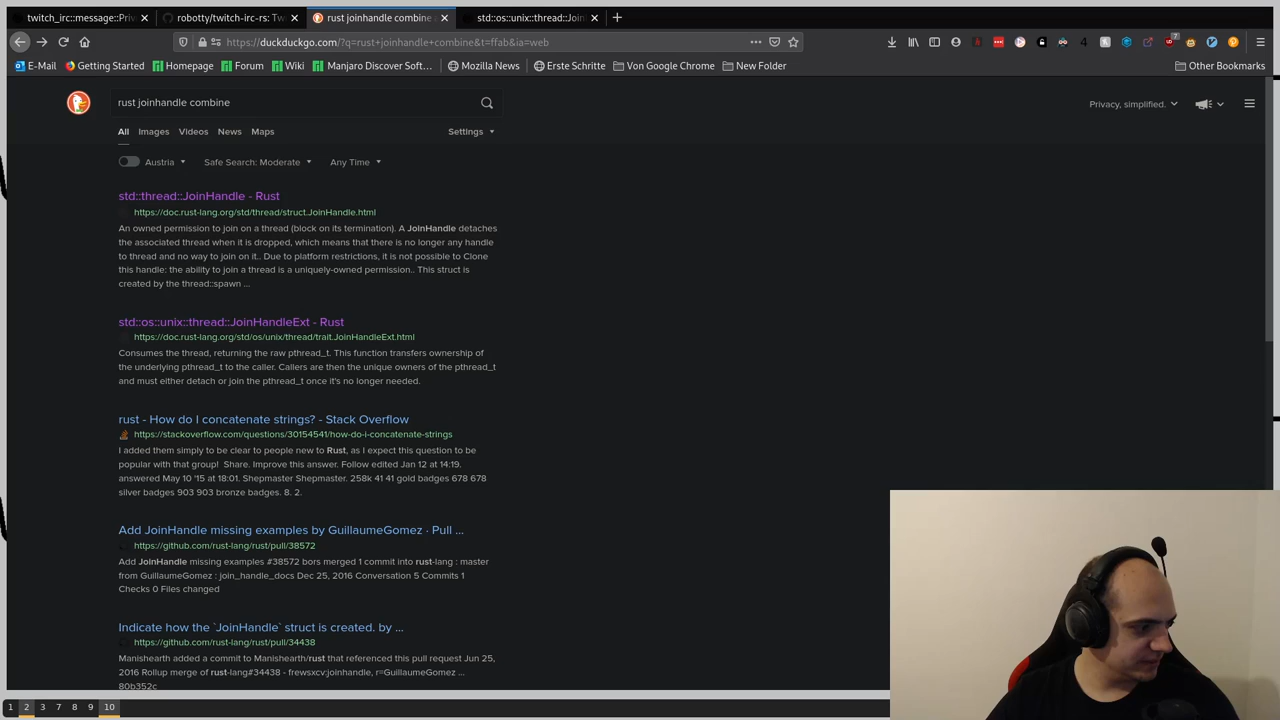 twitch_irc::message::Priv
robotty/twitch-irc-rs: Tw
rust joinhandle combine
std::os::unix::thread::Join
https://duckduckgo.com/?q=rust+joinhandle+combine&t=ffab&ia=web
7
E-Mail Getting Started Homepage Forum Wiki Manjaro Discover Soft... Mozilla News Erste Schritte Von Google Chrome New Folder Other Bookmarks
rust joinhandle combine
Privacy, simplified.
All Images Videos News Maps Settings
Austria Safe Search: Moderate Any Time
std::thread::JoinHandle - Rust
https://doc.rust-lang.org/std/thread/struct.JoinHandle.html
An owned permission to join on a thread (block on its termination). A JoinHandle detaches
the associated thread when it is dropped, which means that there is no longer any handle
to thread and no way to join on it.. Due to platform restrictions, it is not possible to Clone
this handle: the ability to join a thread is a uniquely-owned permission.. This struct is
created by the thread::spawn ...
std::os::unix::thread::JoinHandleExt - Rust
https://doc.rust-lang.org/std/os/unix/thread/trait.JoinHandleExt.html
Consumes the thread, returning the raw pthread_t. This function transfers ownership of
the underlying pthread_t to the caller. Callers are then the unique owners of the pthread_t
and must either detach or join the pthread_t once it's no longer needed.
rust - How do I concatenate strings? - Stack Overflow
https://stackoverflow.com/questions/30154541/how-do-i-concatenate-strings
I added them simply to be clear to people new to Rust, as I expect this question to be
popular with that group! Share. Improve this answer. Follow edited Jan 12 at 14:19.
answered May 10 '15 at 18:01. Shepmaster Shepmaster. 258k 41 41 gold badges 678 678
silver badges 903 903 bronze badges. 8. 2.
Add JoinHandle missing examples by GuillaumeGomez · Pull ...
https://github.com/rust-lang/rust/pull/38572
Add JoinHandle missing examples #38572 bors merged 1 commit into rust-lang : master
from GuillaumeGomez : join_handle_docs Dec 25, 2016 Conversation 5 Commits 1
Checks 0 Files changed
Indicate how the `JoinHandle` struct is created. by ...
https://github.com/rust-lang/rust/pull/34438
Manishearth added a commit to Manishearth/rust that referenced this pull request Jun 25,
2016 Rollup merge of rust-lang#34438 - frewsxcv:joinhandle, r=GuillaumeGomez ...
80b352c
1 2 3 7 8 9 10